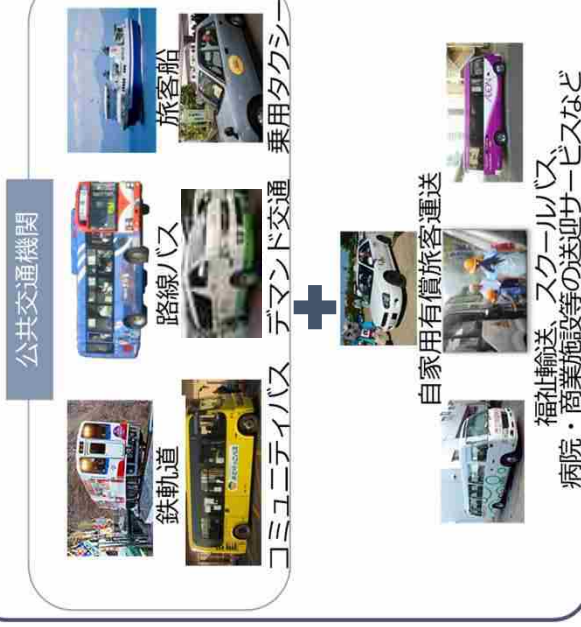 公共交通機関
鉄軌道
路線バス
旅客船
コミュニティバス
デマンド交通
乗用タクシー
自家用有償旅客運送
福祉輸送、スクールバス、
病院・商業施設等の送迎サービスなど